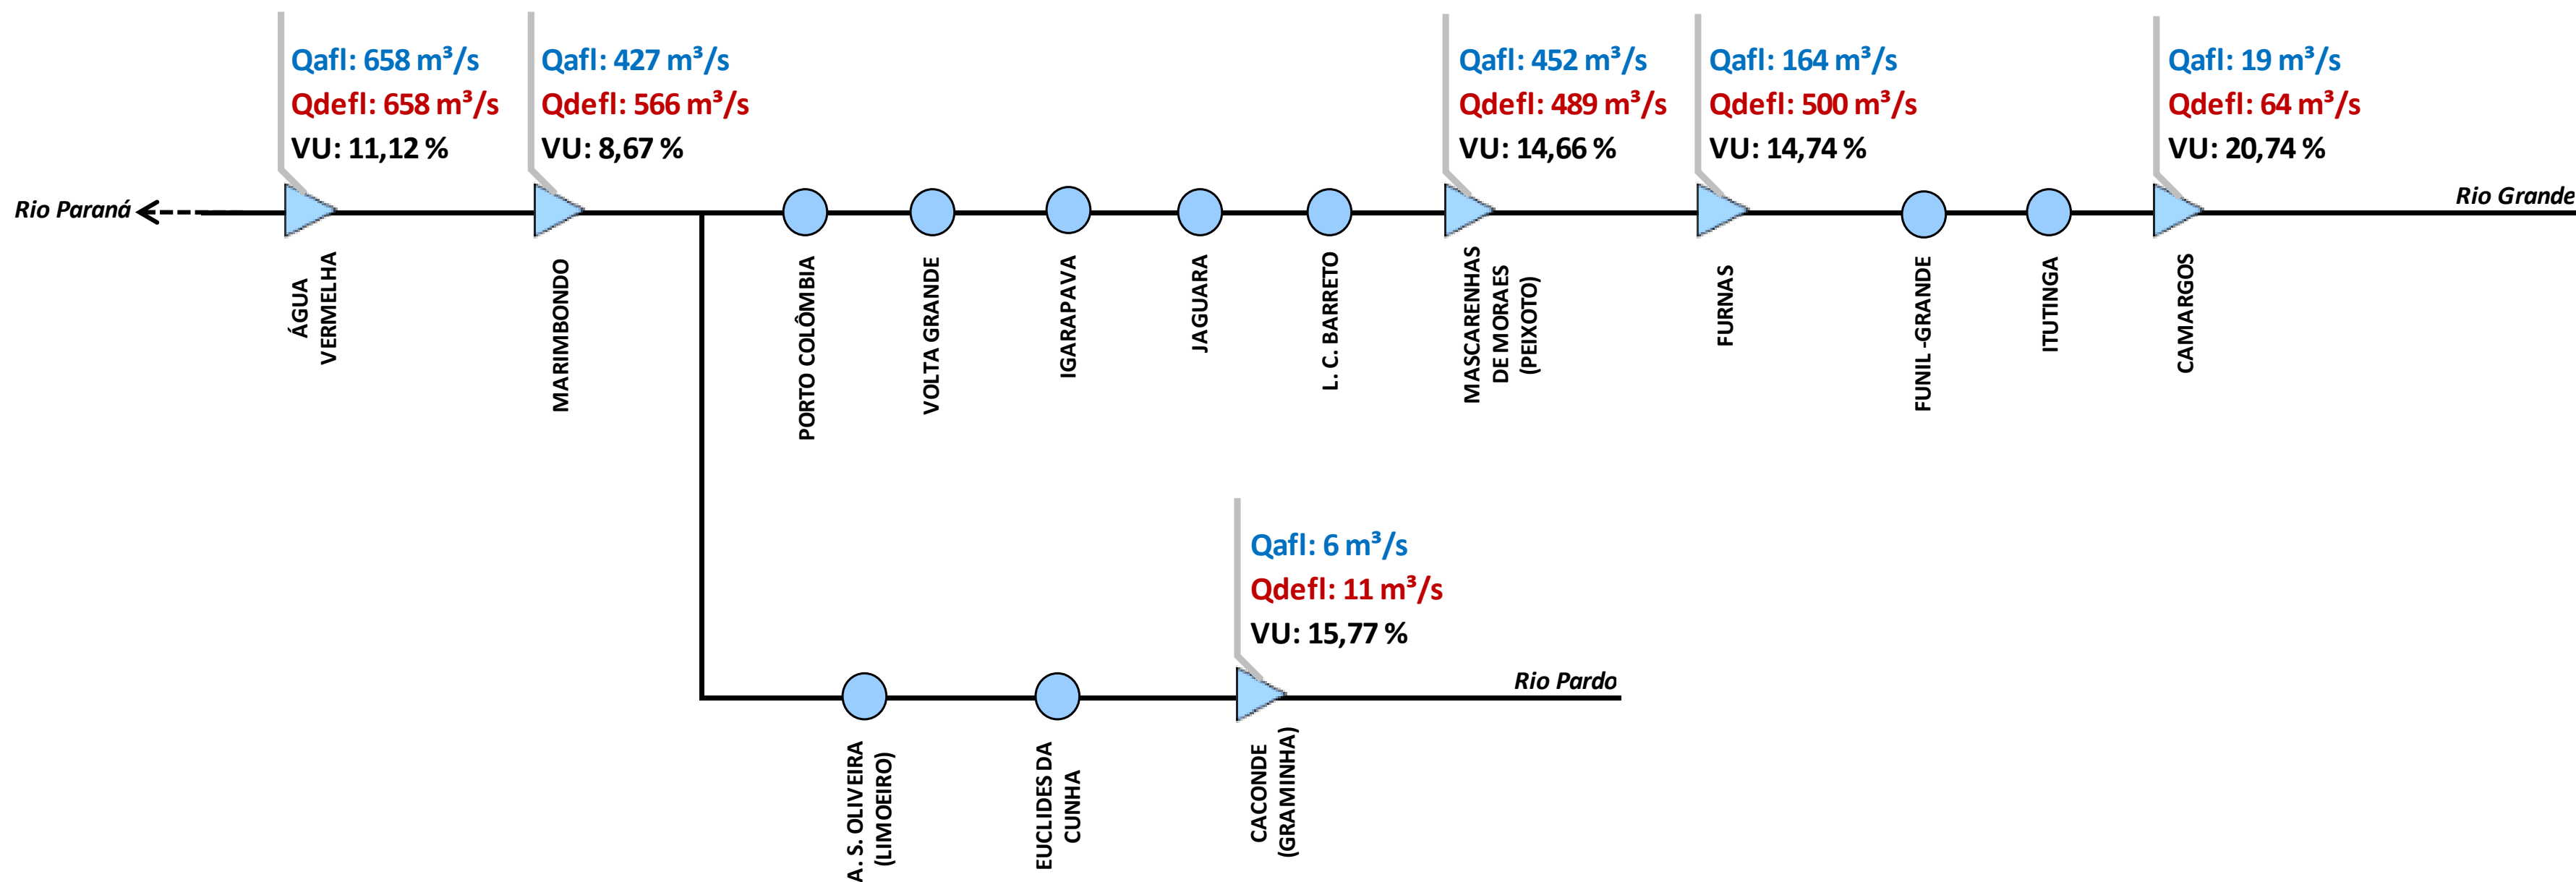 Qafl: 658 m³/s
Qdefl: 658 m³/s
VU: 11,12 %
Qafl: 427 m³/s
Qdefl: 566 m³/s
VU: 8,67 %
Qafl: 452 m³/s
Qdefl: 489 m³/s
VU: 14,66 %
Qafl: 164 m³/s
Qdefl: 500 m³/s
VU: 14,74 %
Qafl: 19 m³/s
Qdefl: 64 m³/s
VU: 20,74 %
Rio Paraná
Rio Grande
ÁGUA
VERMELHA
MARIMBONDO
PORTO COLÔMBIA
VOLTA GRANDE
IGARAPAVA
JAGUARA
L. C. BARRETO
MASCARENHAS
DE MORAES
(PEIXOTO)
FURNAS
FUNIL -GRANDE
ITUTINGA
CAMARGOS
Qafl: 6 m³/s
Qdefl: 11 m³/s
VU: 15,77 %
Rio Pardo
A. S. OLIVEIRA
(LIMOEIRO)
EUCLIDES DA
CUNHA
CACONDE
(GRAMINHA)